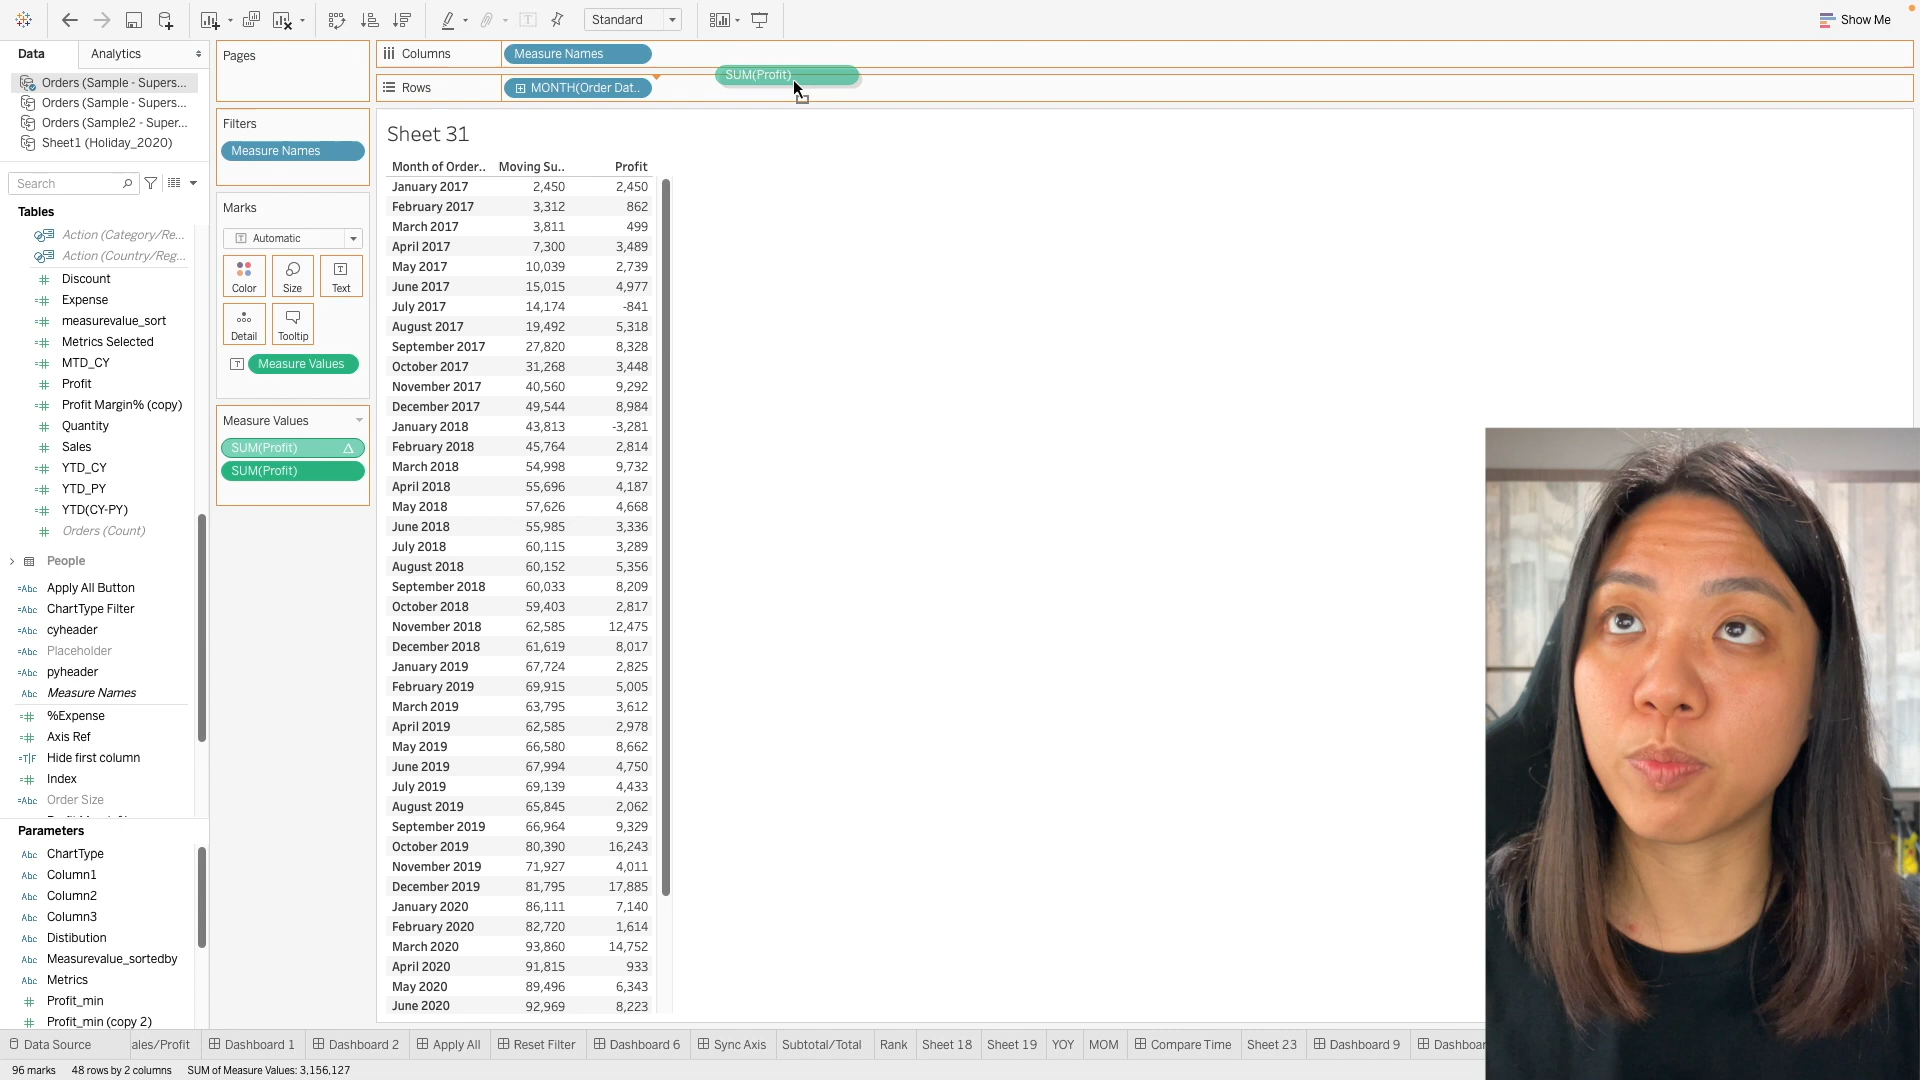 Standard
Show Me
Data
Analytics
Orders (Sample - Supers...
Orders (Sample - Supers...
Orders (Sample2 - Super...
Sheet1 (Holiday_2020)
Search
Tables
Action (Category/Re...
Action (Country/Reg...
Discount
Expense
measurevalue_sort
Metrics Selected
MTD_CY
Profit
Profit Margin% (copy)
Quantity
Sales
YTD_CY
YTD_PY
YTD(CY-PY)
Orders (Count)
People
Apply All Button
ChartType Filter
cyheader
Placeholder
pyheader
Measure Names
%Expense
Axis Ref
Hide first column
Index
Order Size
Parameters
ChartType
Column1
Column2
Column3
Distibution
Measurevalue_sortedby
Metrics
Profit_min
Profit_min (copy 2)
Pages
Filters
Measure Names
Marks
Automatic
Color Size Text
Detail Tooltip
Measure Values
Measure Values
SUM(Profit)
SUM(Profit)
Columns Measure Names
SUM(Profit)
Rows MONTH(Order Dat..
Sheet 31
Month of Order.. Moving Su.. Profit
January 2017 2,450 2,450
February 2017 3,312 862
March 2017 3,811 499
April 2017 7,300 3,489
May 2017 10,039 2,739
June 2017 15,015 4,977
July 2017 14,174 -841
August 2017 19,492 5,318
September 2017 27,820 8,328
October 2017 31,268 3,448
November 2017 40,560 9,292
December 2017 49,544 8,984
January 2018 43,813 -3,281
February 2018 45,764 2,814
March 2018 54,998 9,732
April 2018 55,696 4,187
May 2018 57,626 4,668
June 2018 55,985 3,336
July 2018 60,115 3,289
August 2018 60,152 5,356
September 2018 60,033 8,209
October 2018 59,403 2,817
November 2018 62,585 12,475
December 2018 61,619 8,017
January 2019 67,724 2,825
February 2019 69,915 5,005
March 2019 63,795 3,612
April 2019 62,585 2,978
May 2019 66,580 8,662
June 2019 67,994 4,750
July 2019 69,139 4,433
August 2019 65,845 2,062
September 2019 66,964 9,329
October 2019 80,390 16,243
November 2019 71,927 4,011
December 2019 81,795 17,885
January 2020 86,111 7,140
February 2020 82,720 1,614
March 2020 93,860 14,752
April 2020 91,815 933
May 2020 89,496 6,343
June 2020 92,969 8,223
Data Source ales/Profit Dashboard 1 Dashboard 2 Apply All Reset Filter Dashboard 6 Sync Axis Subtotal/Total Rank Sheet 18 Sheet 19 YOY MOM Compare Time Sheet 23 Dashboard 9 Dashboar
96 marks 48 rows by 2 columns SUM of Measure Values: 3,156,127